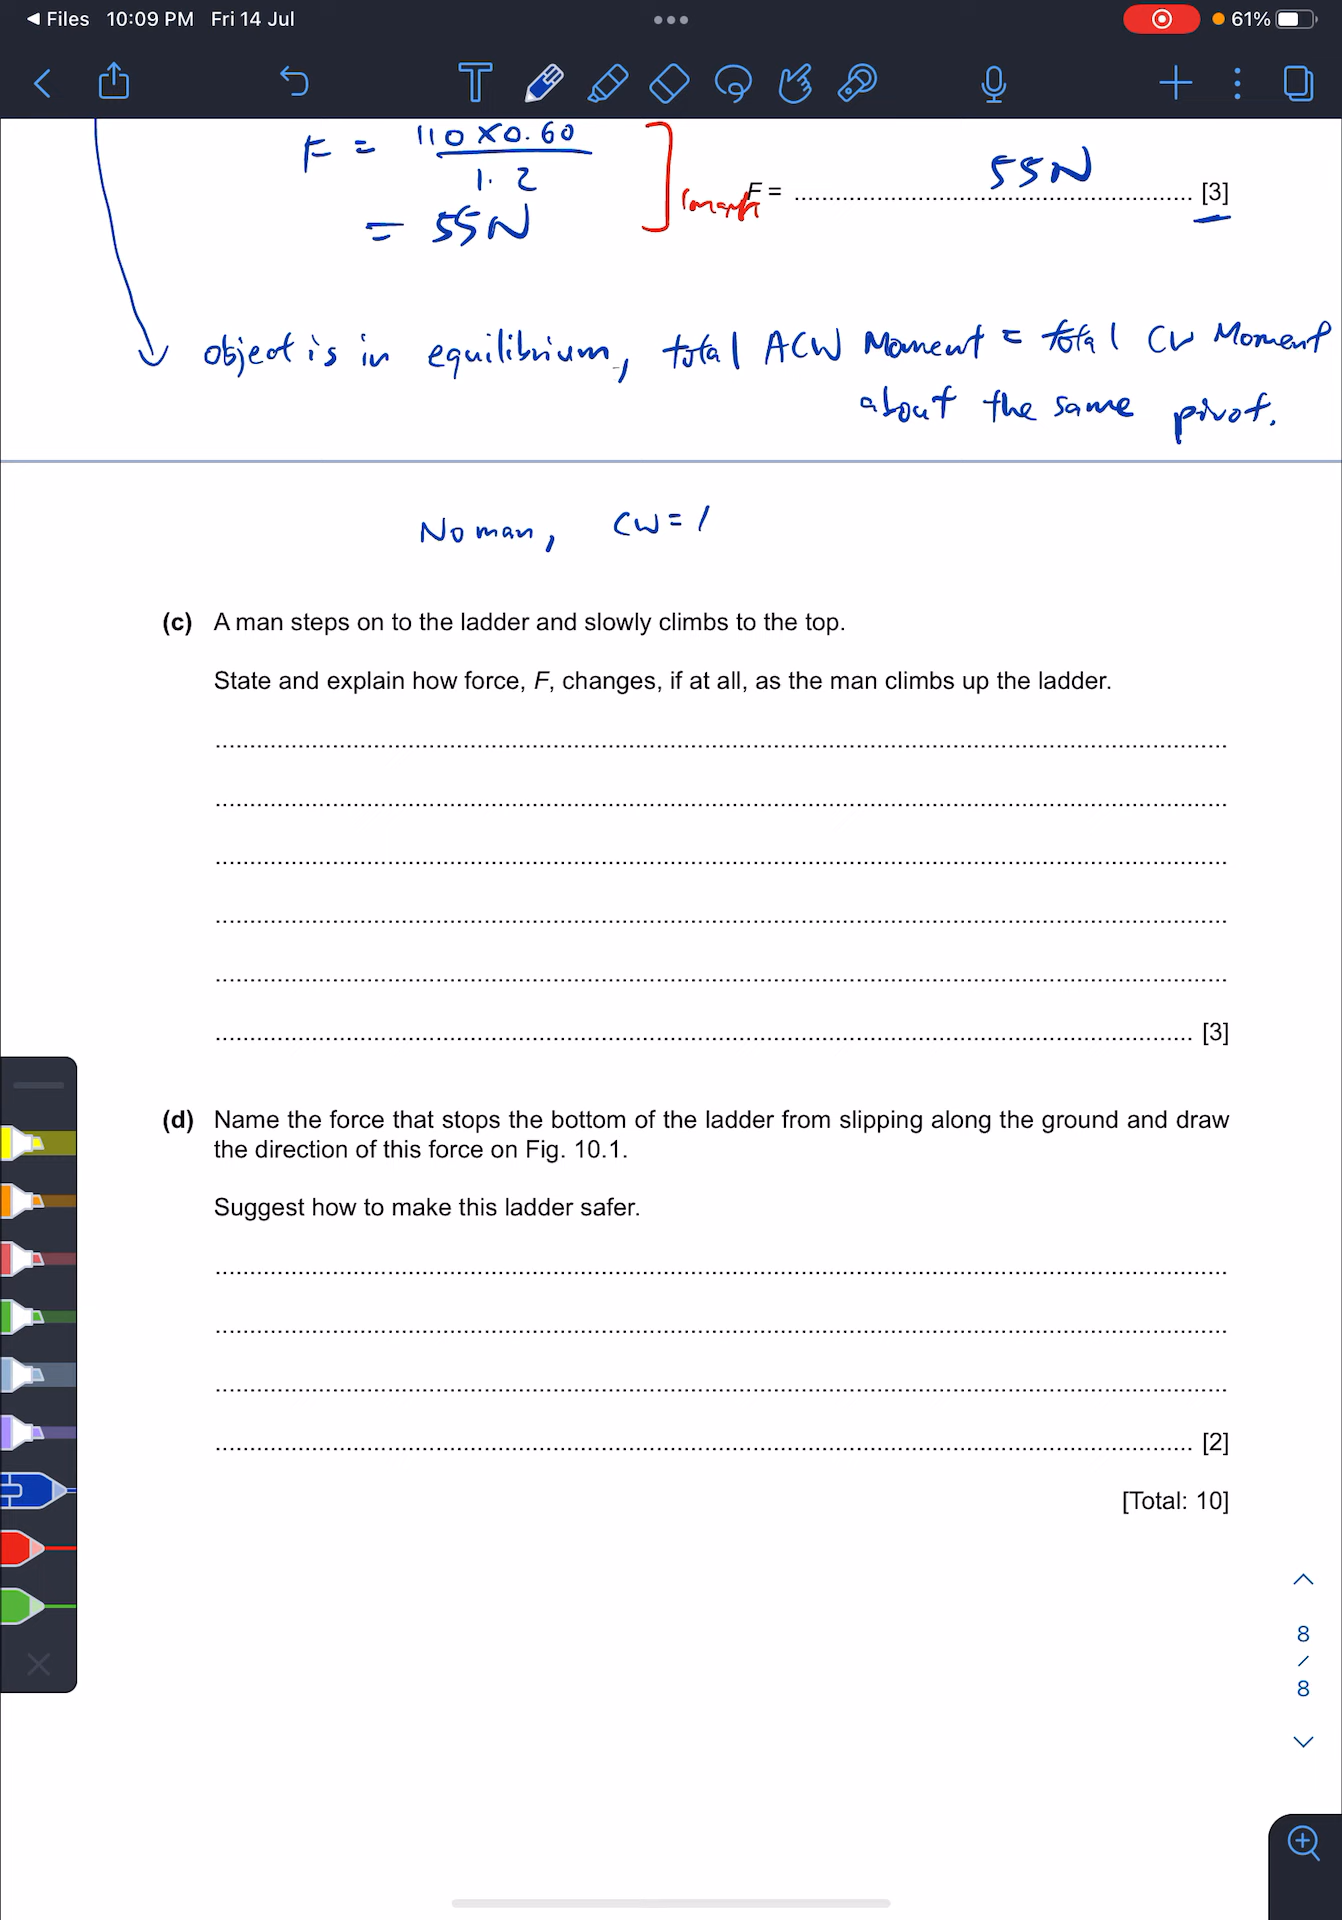 Files 10:09 PM Fri 14 Jul
61%
F = 110 × 0.60
1.2
= 55N
1mark
F = 55N [3]
object is in equilibrium, total ACW Moment = total CW Moment
about the same pivot.
No man, CW = 1
(c) A man steps on to the ladder and slowly climbs to the top.
State and explain how force, F, changes, if at all, as the man climbs up the ladder.
[3]
(d) Name the force that stops the bottom of the ladder from slipping along the ground and draw
the direction of this force on Fig. 10.1.
Suggest how to make this ladder safer.
[2]
[Total: 10]
8
/
8